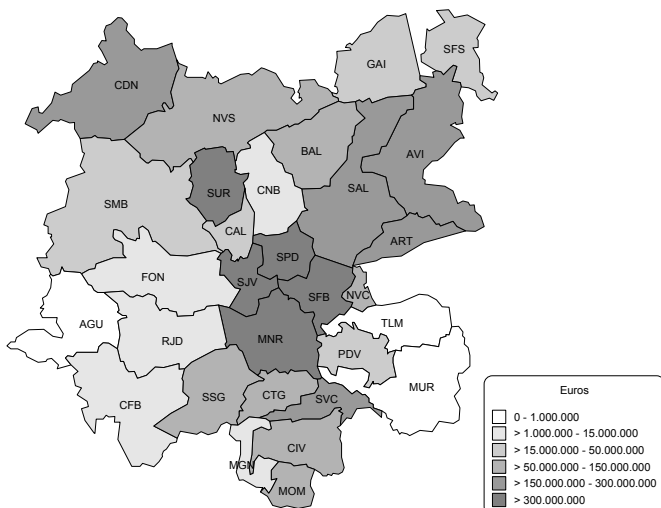 SFS
GAI
CDN
NVS
BAL
AVI
SUR
CNB
SAL
SMB
CAL
ART
SPD
FON
SJV
SFB
NVC
AGU
TLM
RJD
MNR
PDV
MUR
CFB
SSG
CTG
SVC
CIV
MGN
MOM
Euros
0 - 1.000.000
> 1.000.000 - 15.000.000
> 15.000.000 - 50.000.000
> 50.000.000 - 150.000.000
> 150.000.000 - 300.000.000
> 300.000.000